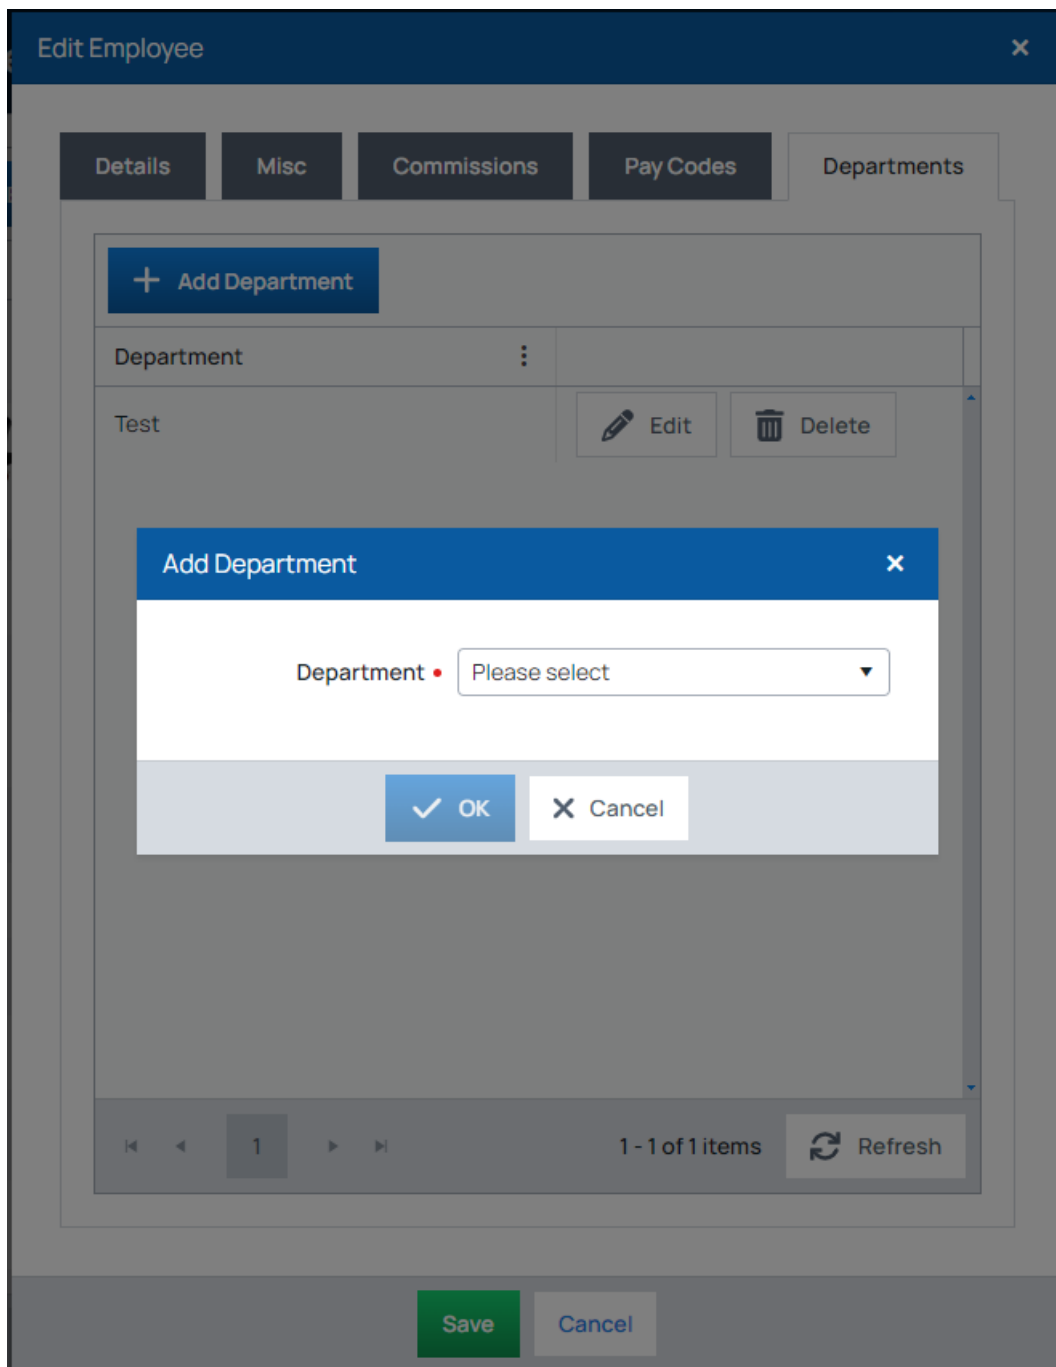 Edit Employee
Details Misc Commissions Pay Codes Departments
Add Department
Department
Test Edit Delete
Add Department
Department Please select
OK Cancel
1 1 - 1 of 1 items Refresh
Save Cancel